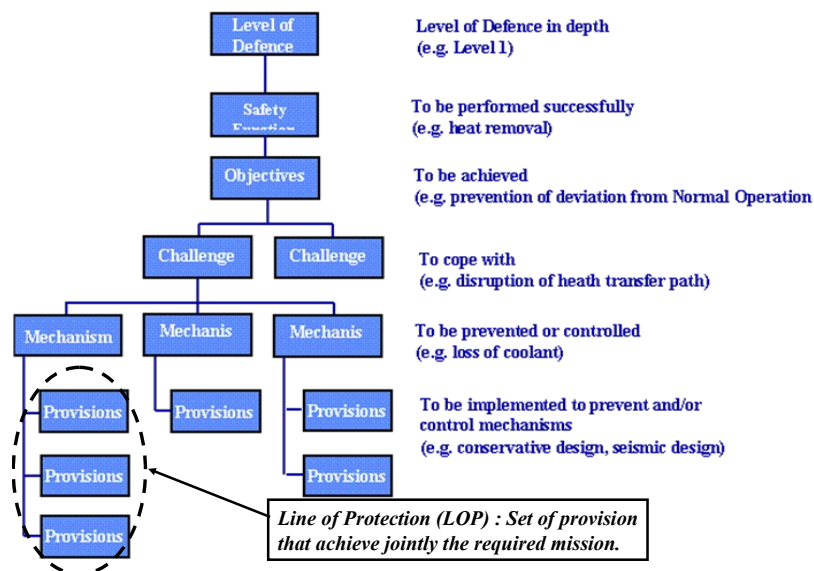 Level of
Defence
Level of Defence in depth
(e.g. Level 1)
Safety
Function
To be performed successfully
(e.g. heat removal)
Objectives
To be achieved
(e.g. prevention of deviation from Normal Operation
Challenge
Challenge
To cope with
(e.g. disruption of heath transfer path)
Mechanism
Mechanis
Mechanis
To be prevented or controlled
(e.g. loss of coolant)
Provisions
Provisions
Provisions
To be implemented to prevent and/or
control mechanisms
(e.g. conservative design, seismic design)
Provisions
Provisions
Provisions
Line of Protection (LOP) : Set of provision
that achieve jointly the required mission.